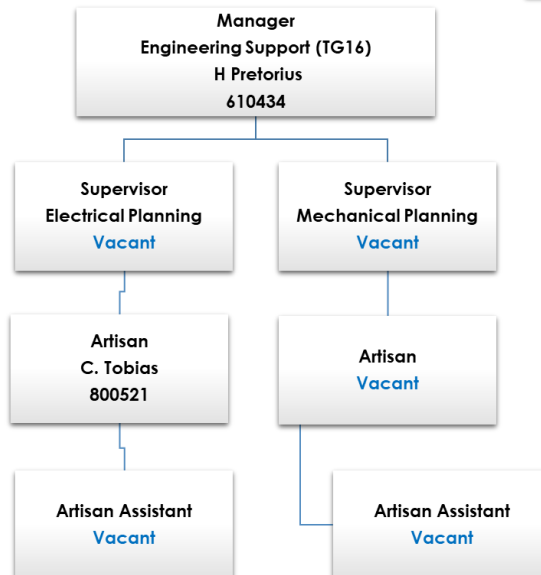 Manager
Engineering Support (TG16)
H Pretorius
610434
Supervisor
Electrical Planning
Vacant
Supervisor
Mechanical Planning
Vacant
Artisan
C. Tobias
800521
Artisan
Vacant
Artisan Assistant
Vacant
Artisan Assistant
Vacant